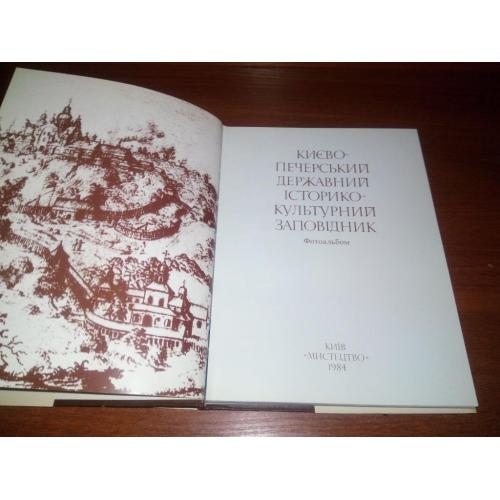 КИЄВО-
ПЕЧЕРСЬКИЙ
ДЕРЖАВНИЙ
ІСТОРИКО-
КУЛЬТУРНИЙ
ЗАПОВІДНИК
Фотоальбом
КИЇВ
«МИСТЕЦТВО»
1984